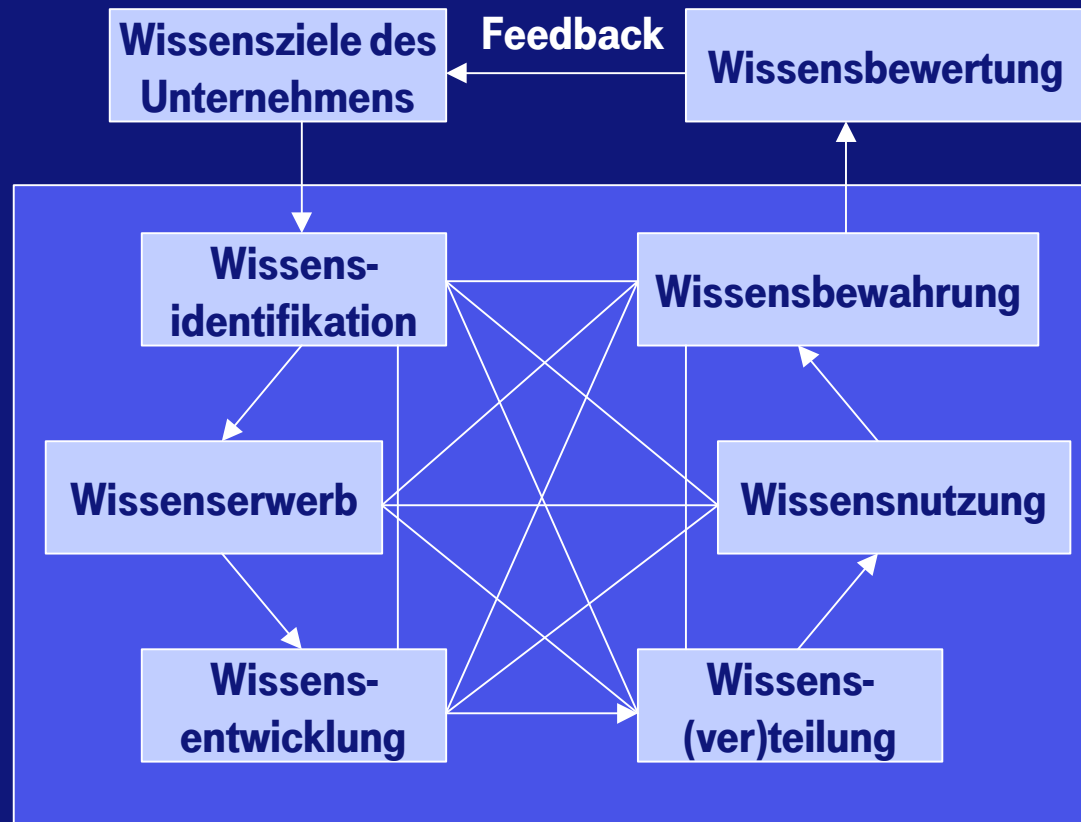 Wissensziele des
Unternehmens
Feedback
Wissensbewertung
Wissens-
identifikation
Wissensbewahrung
Wissenserwerb
Wissensnutzung
Wissens-
entwicklung
Wissens-
(ver)teilung